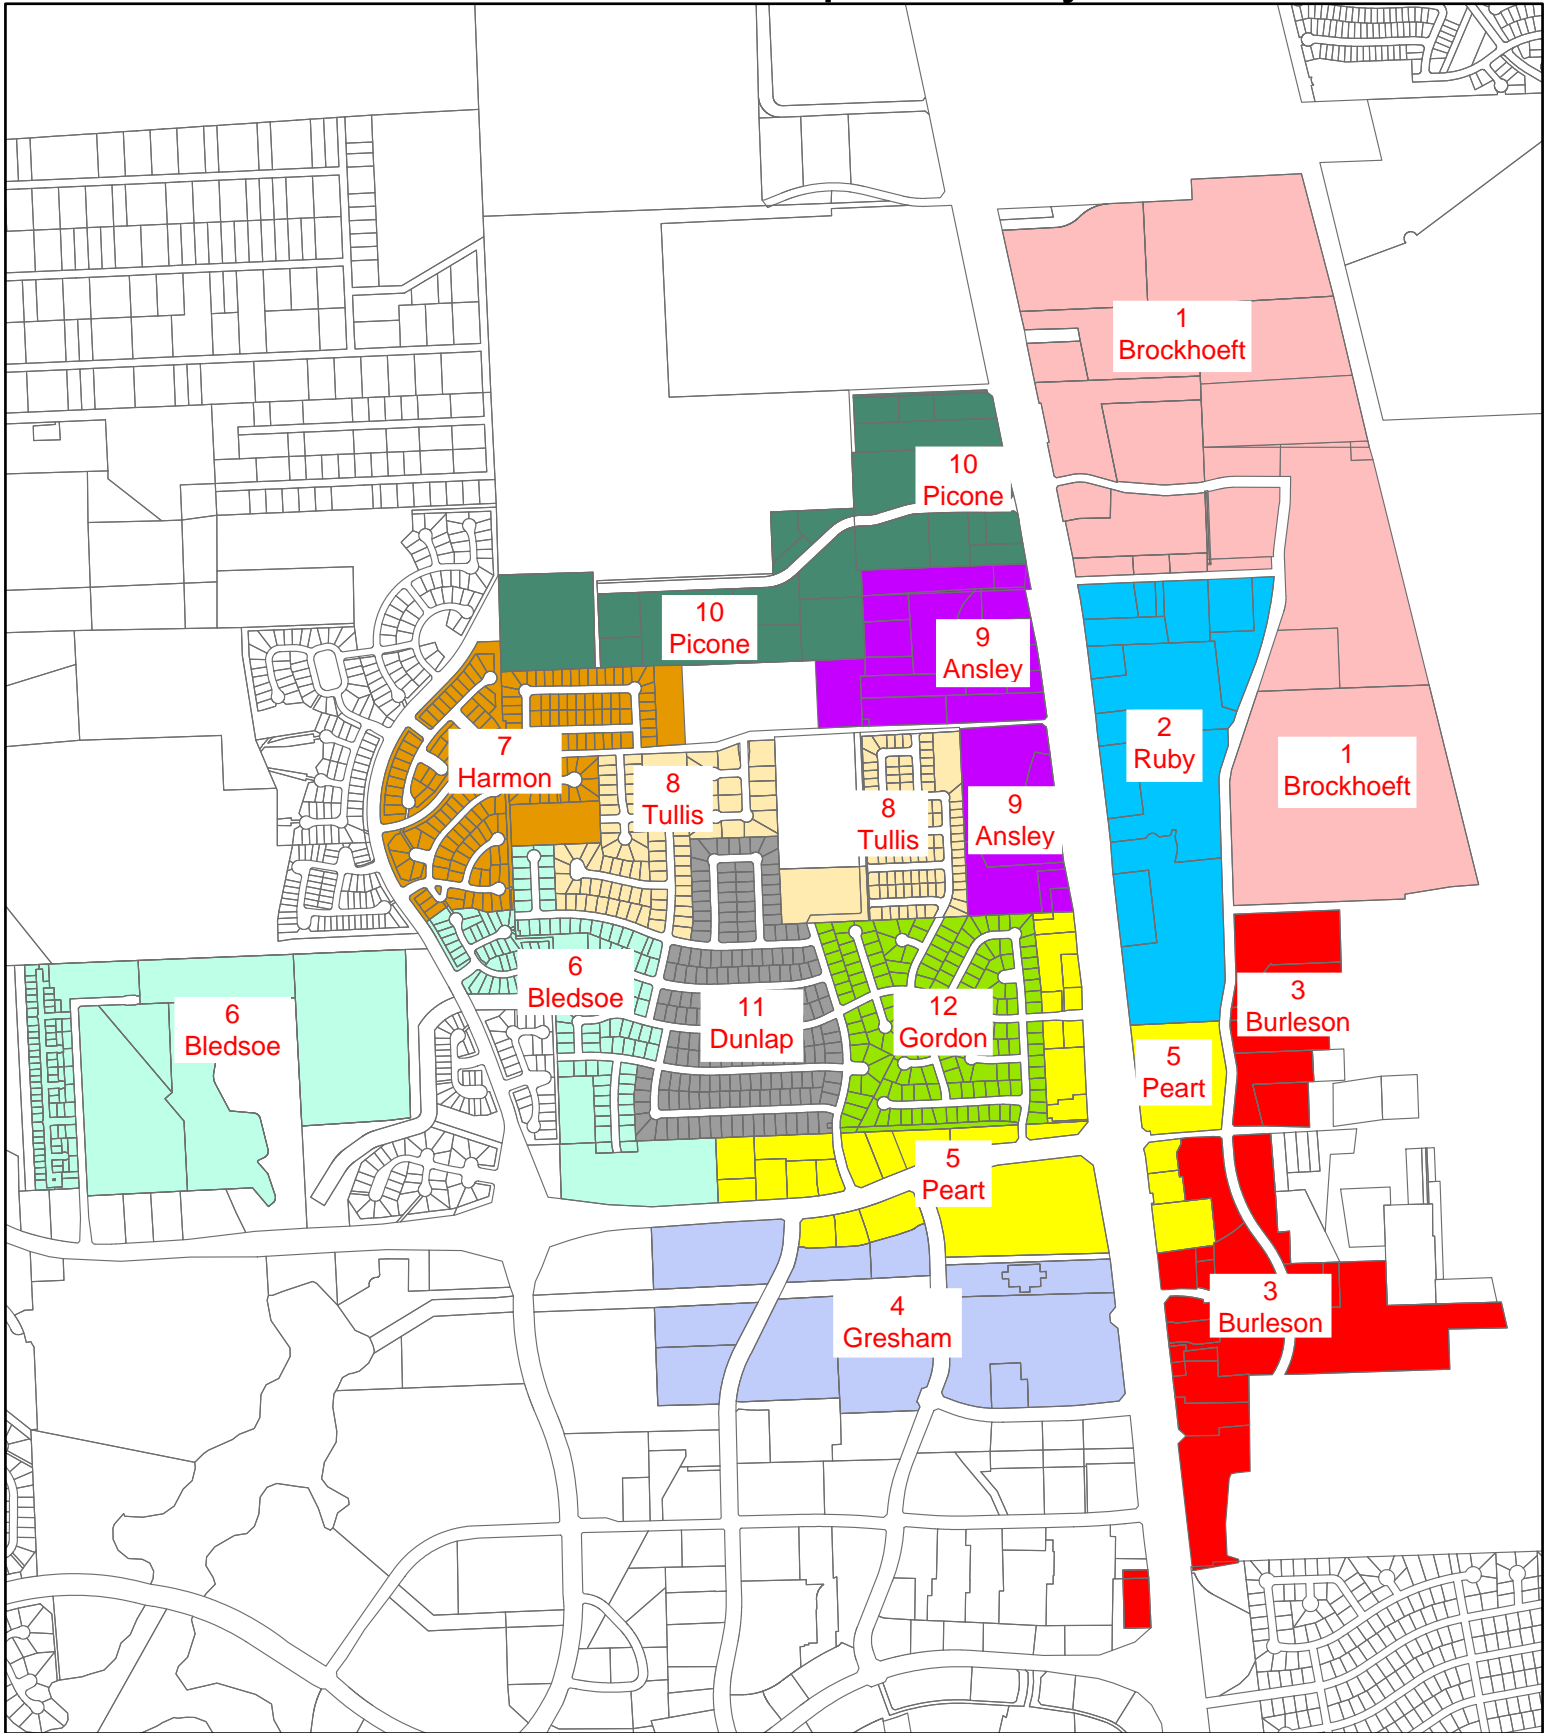 1
Brockhoeft
10
Picone
10
Picone
9
Ansley
2
Ruby
1
Brockhoeft
7
Harmon
8
Tullis
8
Tullis
9
Ansley
6
Bledsoe
6
Bledsoe
11
Dunlap
12
Gordon
3
Burleson
5
Peart
5
Peart
4
Gresham
3
Burleson